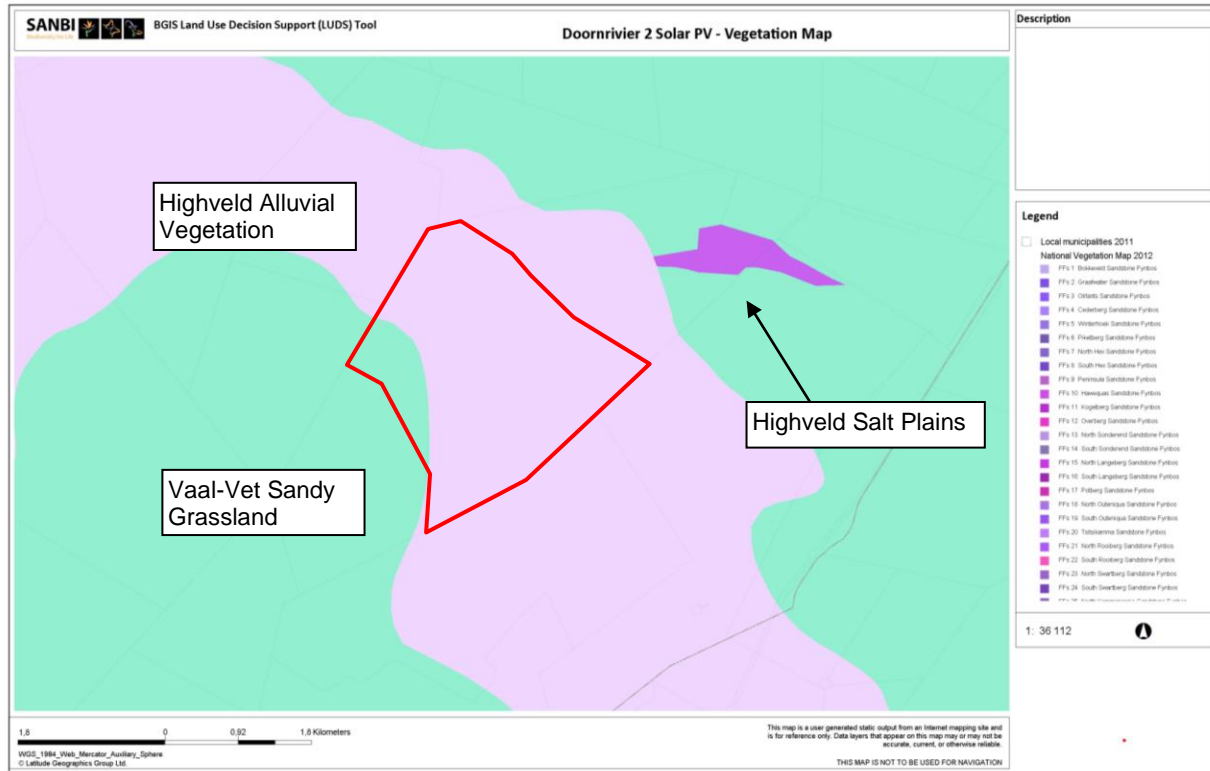 SANBI
Biodiversity for Life
BGIS Land Use Decision Support (LUDS) Tool
Doornrivier 2 Solar PV - Vegetation Map
Description
Highveld Alluvial
Vegetation
Highveld Salt Plains
Vaal-Vet Sandy
Grassland
Legend
Local municipalities 2011
National Vegetation Map 2012
FFs 1 Bokkeveld Sandstone Fynbos
FFs 2 Graafwater Sandstone Fynbos
FFs 3 Olifants Sandstone Fynbos
FFs 4 Cederberg Sandstone Fynbos
FFs 5 Winterhoek Sandstone Fynbos
FFs 6 Piketberg Sandstone Fynbos
FFs 7 North Hex Sandstone Fynbos
FFs 8 South Hex Sandstone Fynbos
FFs 9 Peninsula Sandstone Fynbos
FFs 10 Hawequas Sandstone Fynbos
FFs 11 Kogelberg Sandstone Fynbos
FFs 12 Overberg Sandstone Fynbos
FFs 13 North Sonderend Sandstone Fynbos
FFs 14 South Sonderend Sandstone Fynbos
FFs 15 North Langeberg Sandstone Fynbos
FFs 16 South Langeberg Sandstone Fynbos
FFs 17 Potberg Sandstone Fynbos
FFs 18 North Outeniqua Sandstone Fynbos
FFs 19 South Outeniqua Sandstone Fynbos
FFs 20 Tsitsikamma Sandstone Fynbos
FFs 21 North Rooiberg Sandstone Fynbos
FFs 22 South Rooiberg Sandstone Fynbos
FFs 23 North Swartberg Sandstone Fynbos
FFs 24 South Swartberg Sandstone Fynbos
1: 36 112
1,8 0 0,92 1,8 Kilometers
WGS_1984_Web_Mercator_Auxiliary_Sphere
© Latitude Geographics Group Ltd.
This map is a user generated static output from an Internet mapping site and
is for reference only. Data layers that appear on this map may or may not be
accurate, current, or otherwise reliable.
THIS MAP IS NOT TO BE USED FOR NAVIGATION